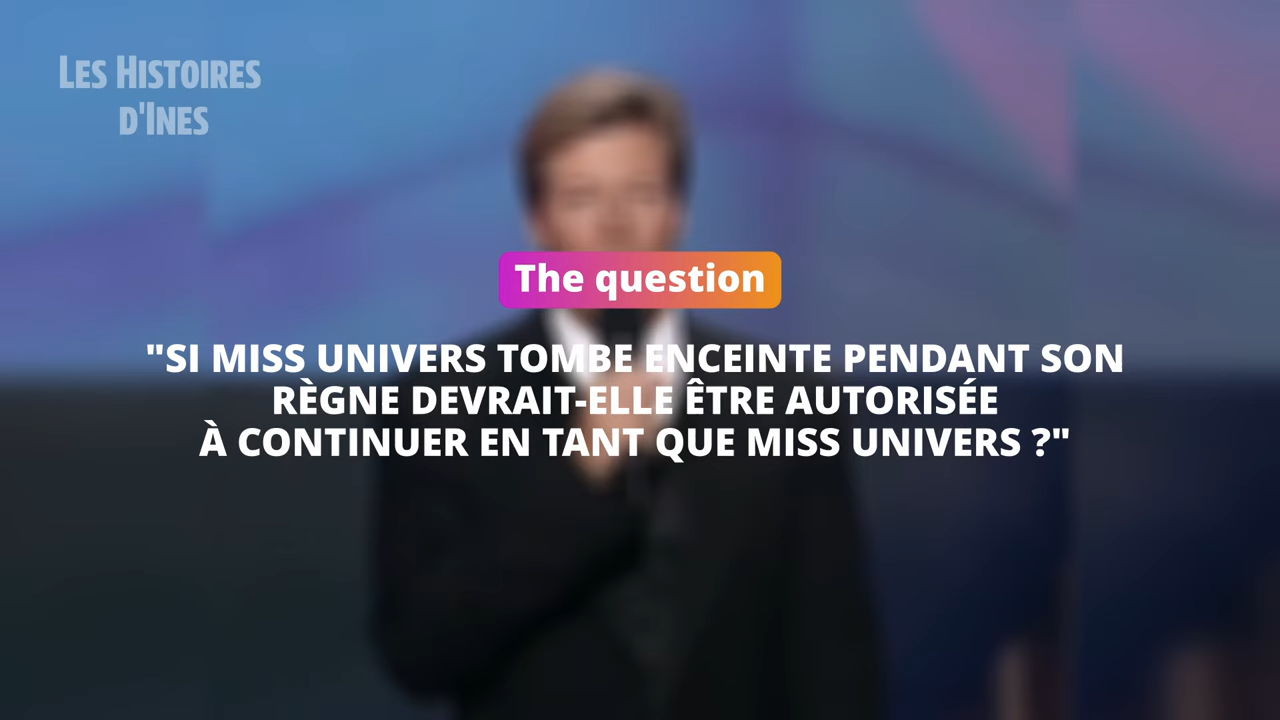 LES HISTOIRES
D'INES
The question
"SI MISS UNIVERS TOMBE ENCEINTE PENDANT SON
RÈGNE DEVRAIT-ELLE ÊTRE AUTORISÉE
À CONTINUER EN TANT QUE MISS UNIVERS ?"